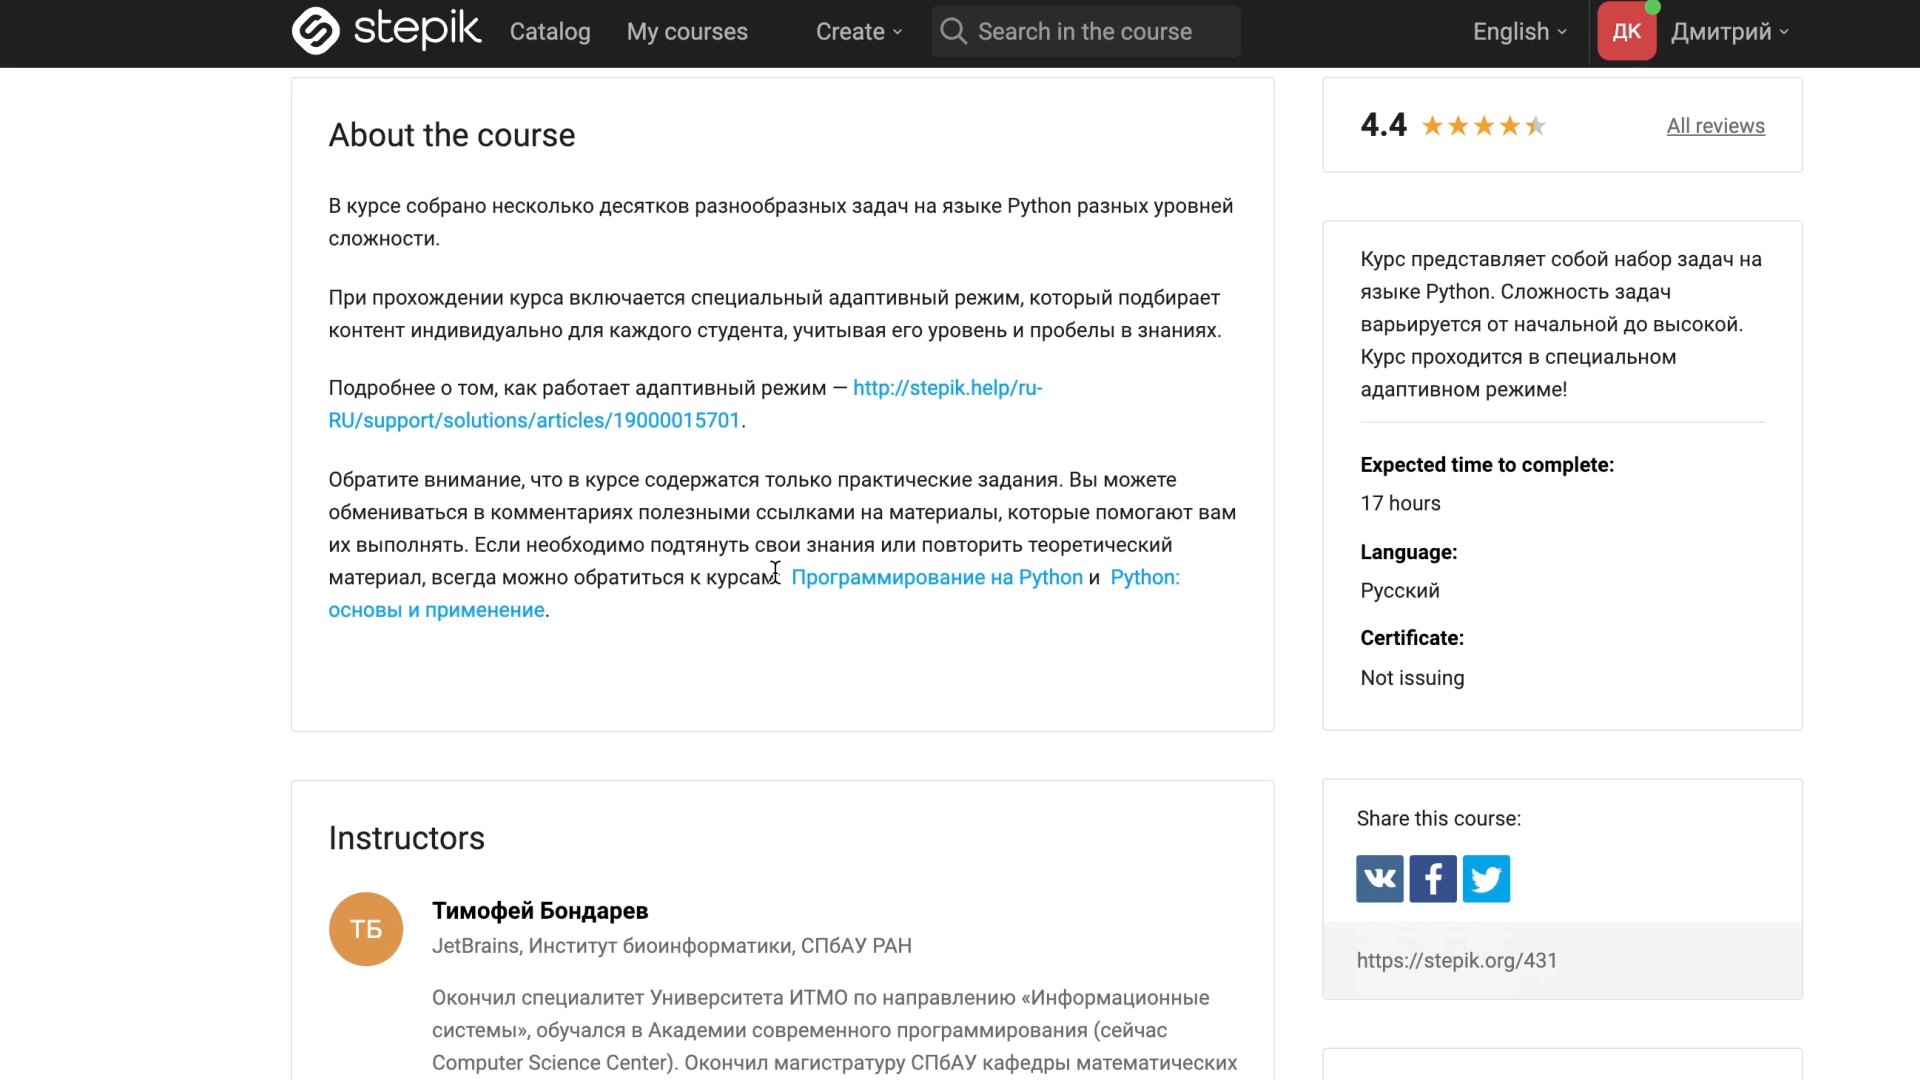 stepik Catalog My courses Create Search in the course English ДК Дмитрий
About the course
В курсе собрано несколько десятков разнообразных задач на языке Python разных уровней
сложности.
При прохождении курса включается специальный адаптивный режим, который подбирает
контент индивидуально для каждого студента, учитывая его уровень и пробелы в знаниях.
Подробнее о том, как работает адаптивный режим — http://stepik.help/ru-
RU/support/solutions/articles/19000015701.
Обратите внимание, что в курсе содержатся только практические задания. Вы можете
обмениваться в комментариях полезными ссылками на материалы, которые помогают вам
их выполнять. Если необходимо подтянуть свои знания или повторить теоретический
материал, всегда можно обратиться к курсам Программирование на Python и Python:
основы и применение.
Instructors
ТБ
Тимофей Бондарев
JetBrains, Институт биоинформатики, СПбАУ РАН
Окончил специалитет Университета ИТМО по направлению «Информационные
системы», обучался в Академии современного программирования (сейчас
Computer Science Center). Окончил магистратуру СПбАУ кафедры математических
4.4 All reviews
Курс представляет собой набор задач на
языке Python. Сложность задач
варьируется от начальной до высокой.
Курс проходится в специальном
адаптивном режиме!
Expected time to complete:
17 hours
Language:
Русский
Certificate:
Not issuing
Share this course:
https://stepik.org/431